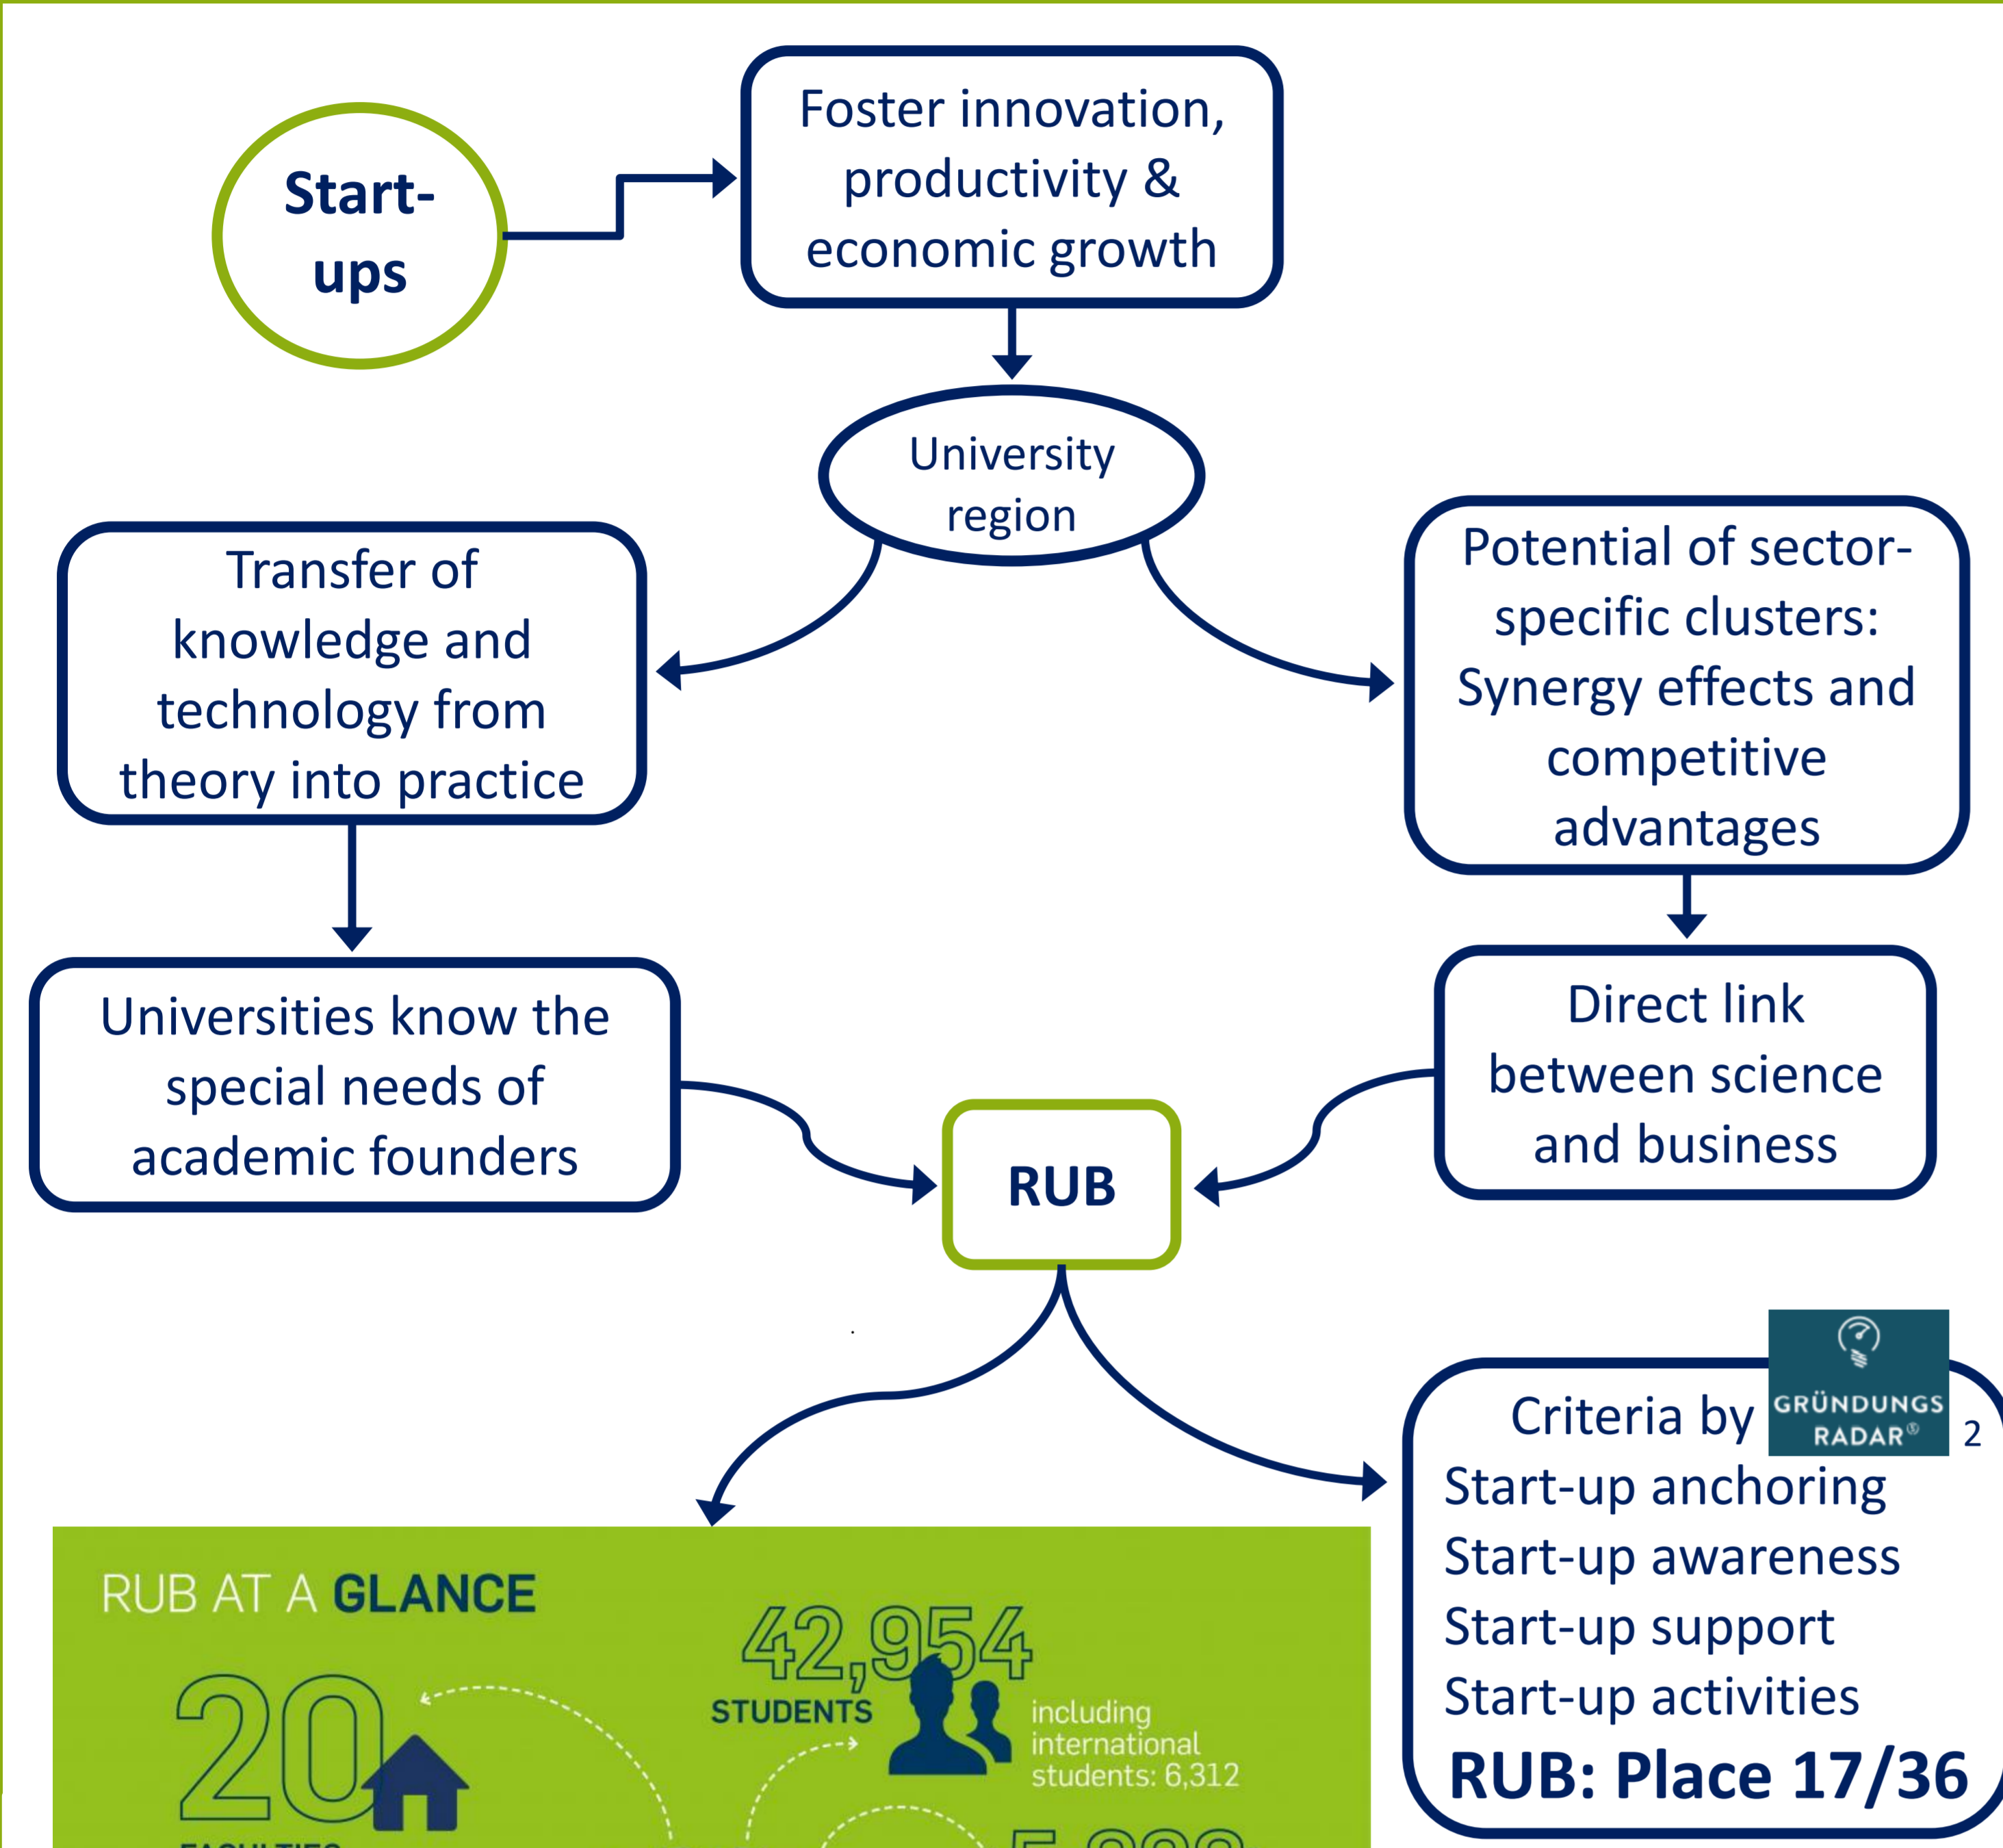 Start-
ups
Foster innovation,
productivity &
economic growth
University
region
Transfer of
knowledge and
technology from
theory into practice
Potential of sector-
specific clusters:
Synergy effects and
competitive
advantages
Universities know the
special needs of
academic founders
Direct link
between science
and business
RUB
Criteria by
GRÜNDUNGS
RADAR®
2
Start-up anchoring
Start-up awareness
Start-up support
Start-up activities
RUB: Place 17/36
RUB AT A GLANCE
42,954
STUDENTS
including
international
students: 6,312
20